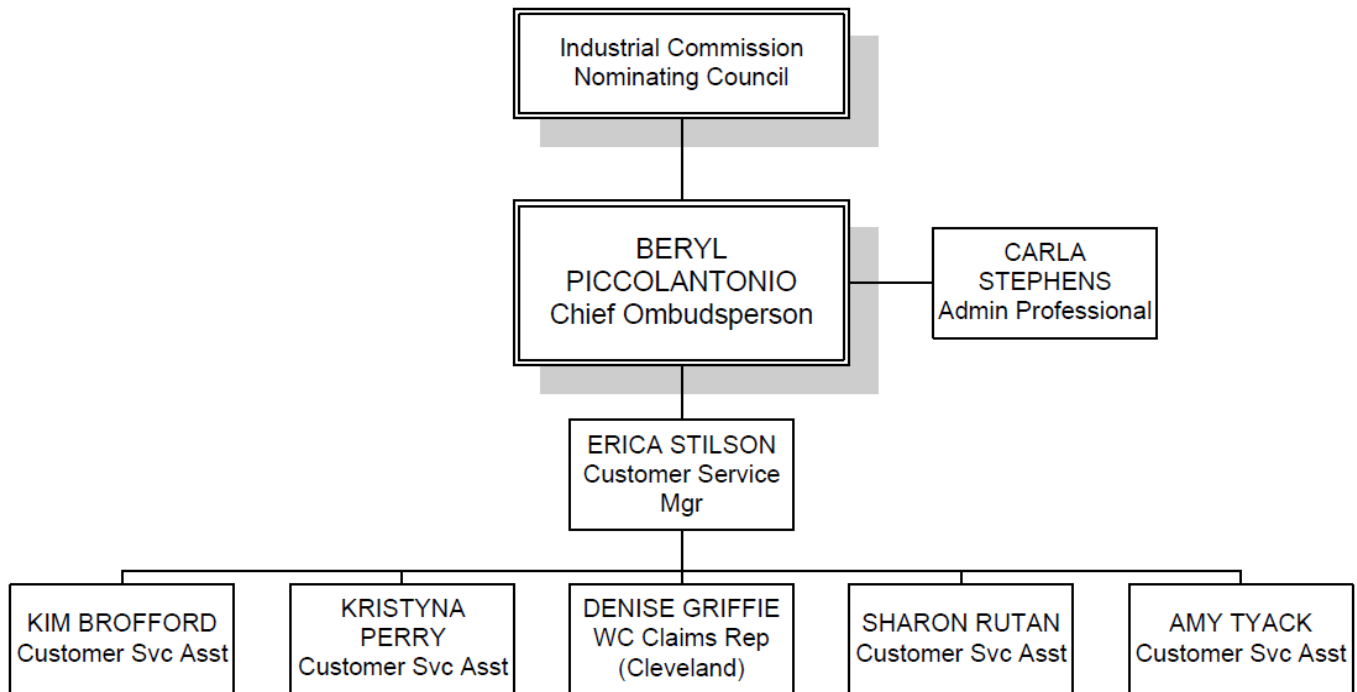 Industrial Commission
Nominating Council
BERYL
PICCOLANTONIO
Chief Ombudsperson
CARLA
STEPHENS
Admin Professional
ERICA STILSON
Customer Service
Mgr
KIM BROFFORD
Customer Svc Asst
KRISTYNA
PERRY
Customer Svc Asst
DENISE GRIFFIE
WC Claims Rep
(Cleveland)
SHARON RUTAN
Customer Svc Asst
AMY TYACK
Customer Svc Asst